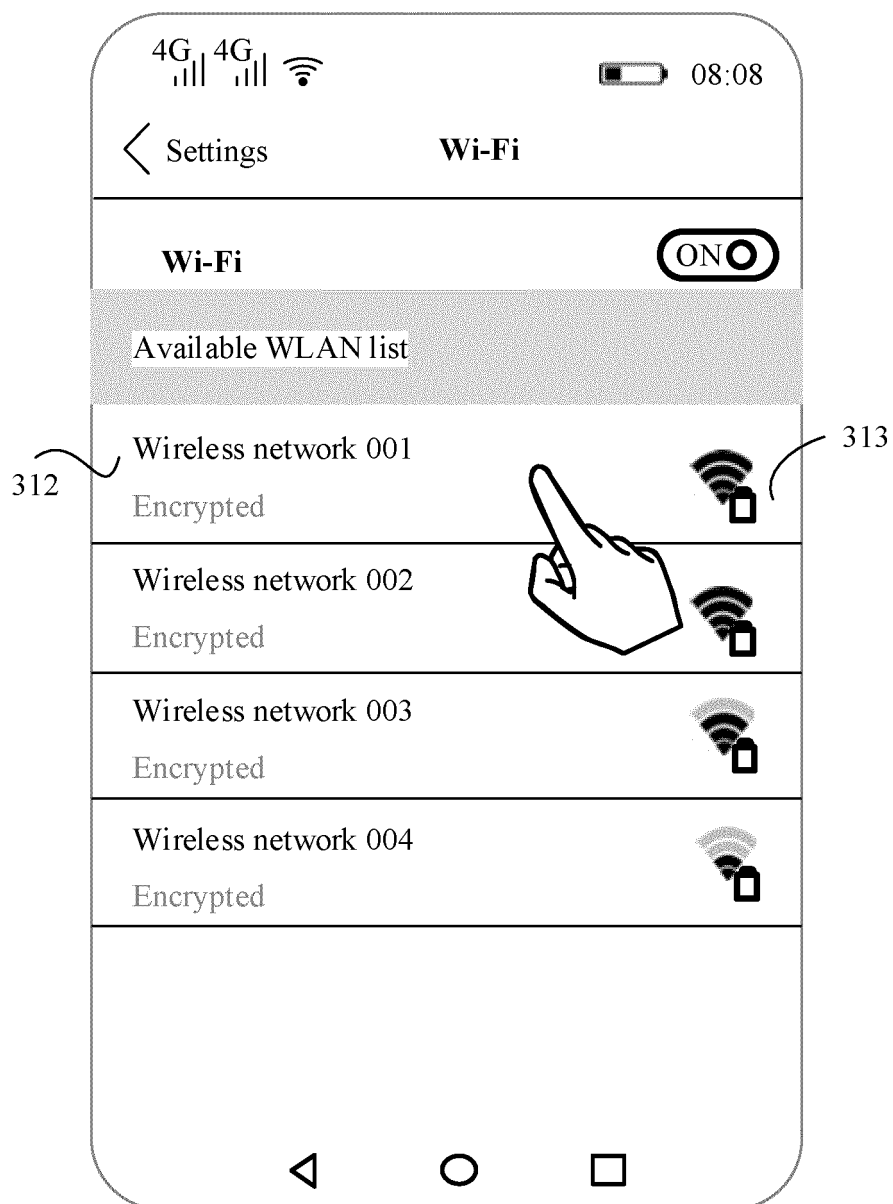 4G 4G 08:08
Settings Wi-Fi
Wi-Fi ON
Available WLAN list
Wireless network 001
313
312
Encrypted
Wireless network 002
Encrypted
Wireless network 003
Encrypted
Wireless network 004
Encrypted